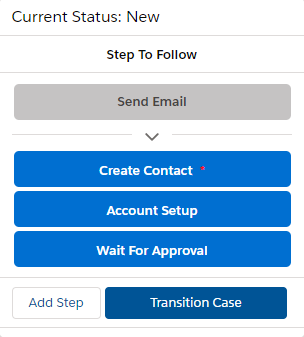 Current Status: New
Step To Follow
Send Email
Create Contact *
Account Setup
Wait For Approval
Add Step
Transition Case